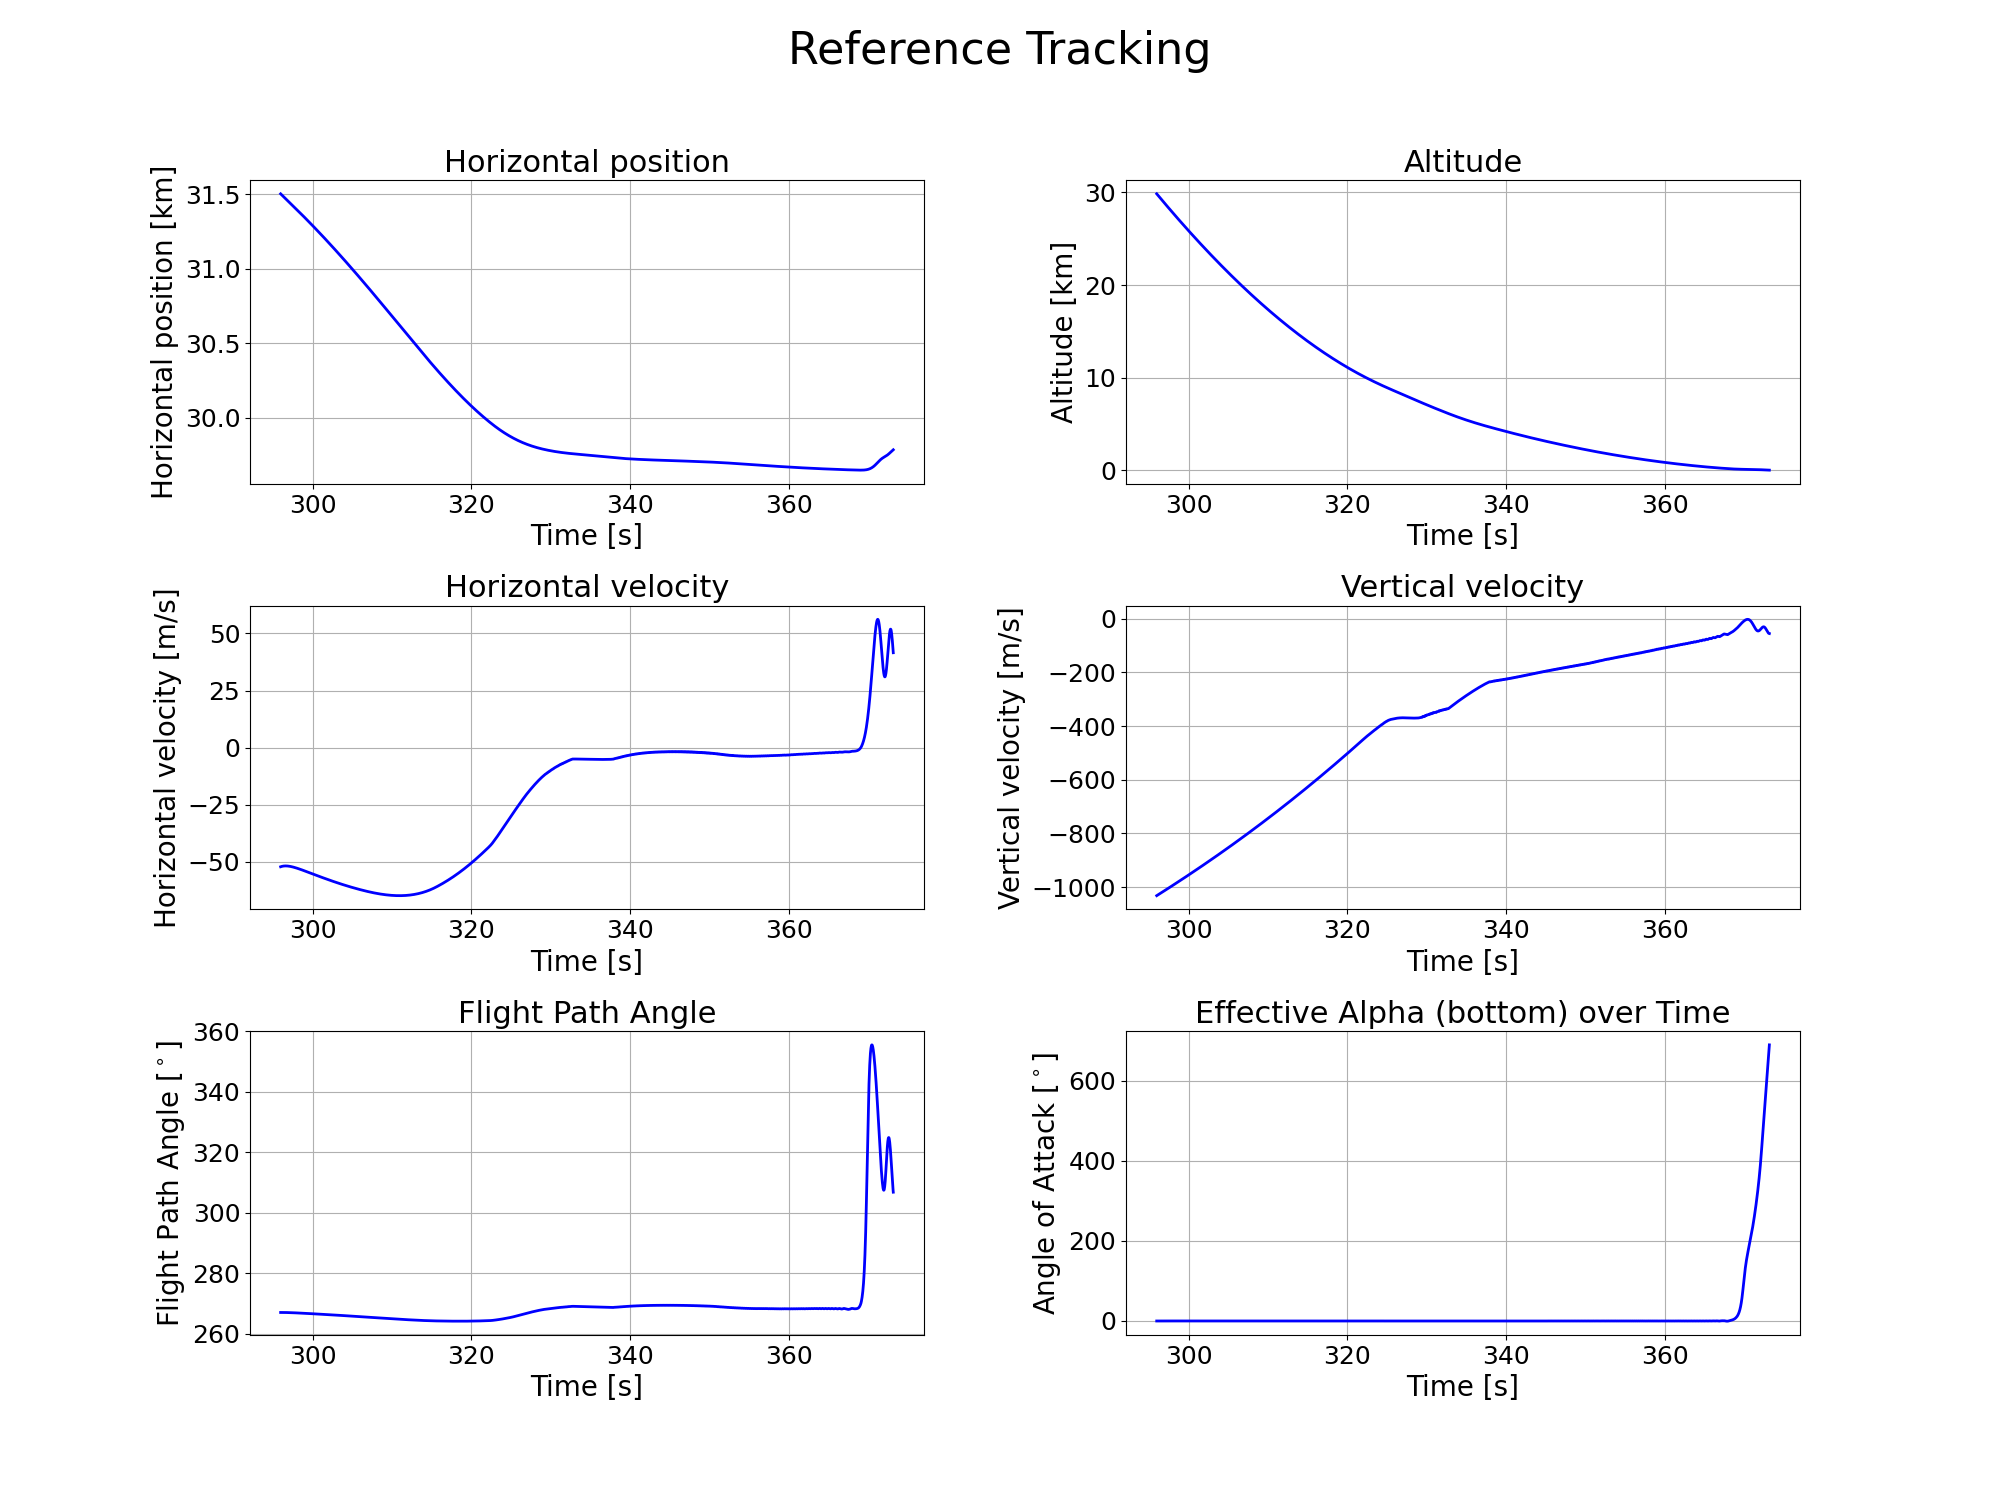 Reference Tracking
Horizontal position
Horizontal position [km]
31.5
31.0
30.5
30.0
300 320 340 360
Time [s]
Altitude
Altitude [km]
30
20
10
0
300 320 340 360
Time [s]
Horizontal velocity
Horizontal velocity [m/s]
50
25
0
−25
−50
300 320 340 360
Time [s]
Vertical velocity
Vertical velocity [m/s]
0
−200
−400
−600
−800
−1000
300 320 340 360
Time [s]
Flight Path Angle
Flight Path Angle [°]
360
340
320
300
280
260
300 320 340 360
Time [s]
Effective Alpha (bottom) over Time
Angle of Attack [°]
600
400
200
0
300 320 340 360
Time [s]